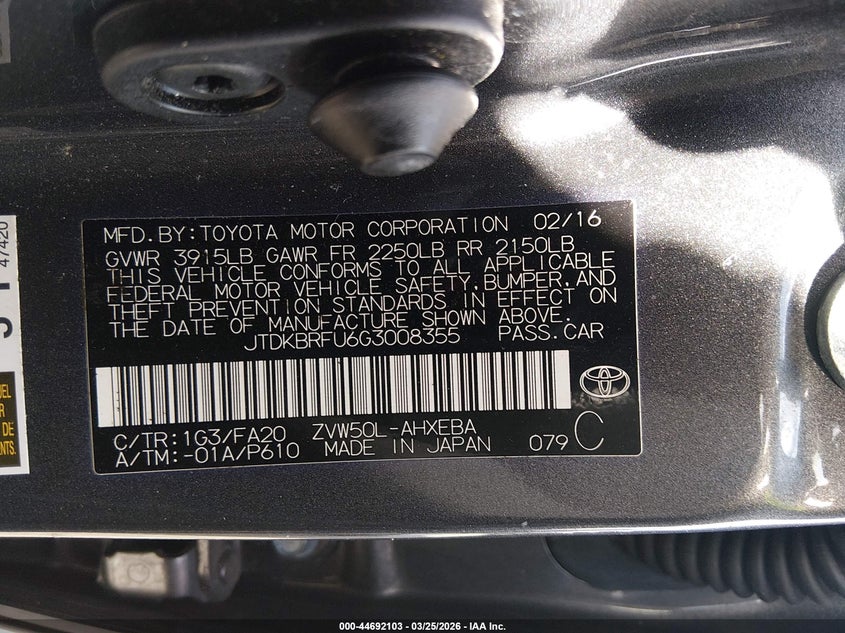 MFD.BY:TOYOTA MOTOR CORPORATION 02/16
GVWR 3915LB GAWR FR 2250LB RR 2150LB
THIS VEHICLE CONFORMS TO ALL APPLICABLE
FEDERAL MOTOR VEHICLE SAFETY,BUMPER,AND
THEFT PREVENTION STANDARDS IN EFFECT ON
THE DATE OF MANUFACTURE SHOWN ABOVE.
JTDKBRFU6G3008355 PASS.CAR
C/TR:1G3/FA20 ZVW50L-AHXEBA
A/TM:-01A/P610 MADE IN JAPAN 079 C
47420
DE
000-44692103 - 03/25/2026 - IAA Inc.